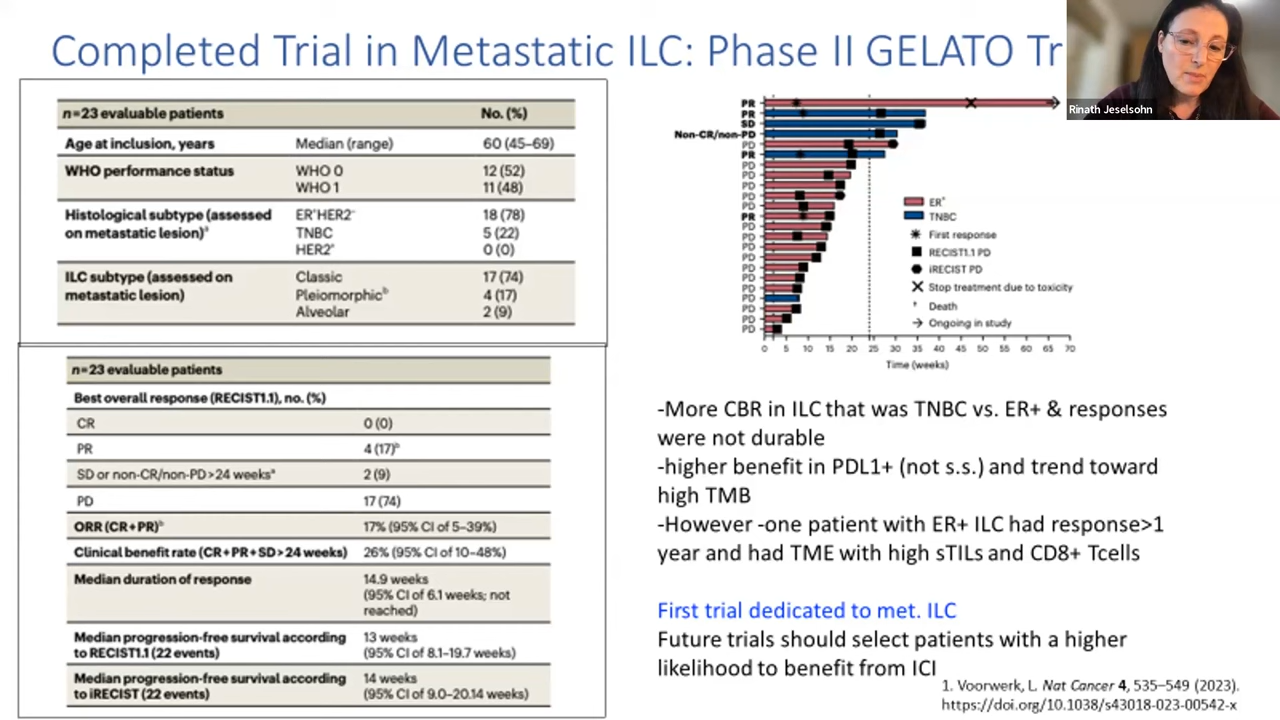 Completed Trial in Metastatic ILC: Phase II GELATO Tr
Rinath Jeselsohn
n=23 evaluable patients No. (%)
Age at inclusion, years Median (range) 60 (45–69)
WHO performance status WHO 0 12 (52)
WHO 1 11 (48)
Histological subtype (assessed ER⁺HER2⁻ 18 (78)
on metastatic lesion)ᵃ TNBC 5 (22)
HER2⁺ 0 (0)
ILC subtype (assessed on Classic 17 (74)
metastatic lesion) Pleiomorphicᵇ 4 (17)
Alveolar 2 (9)
n=23 evaluable patients
Best overall response (RECIST1.1), no. (%)
CR 0 (0)
PR 4 (17)ᵇ
SD or non-CR/non-PD>24 weeksᵃ 2 (9)
PD 17 (74)
ORR (CR+PR)ᵇ 17% (95% CI of 5–39%)
Clinical benefit rate (CR+PR+SD>24 weeks) 26% (95% CI of 10–48%)
Median duration of response 14.9 weeks
(95% CI of 6.1 weeks; not
reached)
Median progression-free survival according 13 weeks
to RECIST1.1 (22 events) (95% CI of 8.1–19.7 weeks)
Median progression-free survival according 14 weeks
to iRECIST (22 events) (95% CI of 9.0–20.14 weeks)
PR
PR
SD
Non-CR/non-PD
PD
PR
PD
PD
PD
PD
PD
PR
PD
PD
PD
PD
PD
PD
PD
PD
PD
PD
PD
ER⁺
TNBC
First response
RECIST1.1 PD
iRECIST PD
Stop treatment due to toxicity
Death
Ongoing in study
0 5 10 15 20 25 30 35 40 45 50 55 60 65 70
Time (weeks)
-More CBR in ILC that was TNBC vs. ER+ & responses
were not durable
-higher benefit in PDL1+ (not s.s.) and trend toward
high TMB
-However -one patient with ER+ ILC had response>1
year and had TME with high sTILs and CD8+ Tcells
First trial dedicated to met. ILC
Future trials should select patients with a higher
likelihood to benefit from ICI
1. Voorwerk, L. Nat Cancer 4, 535–549 (2023).
https://doi.org/10.1038/s43018-023-00542-x